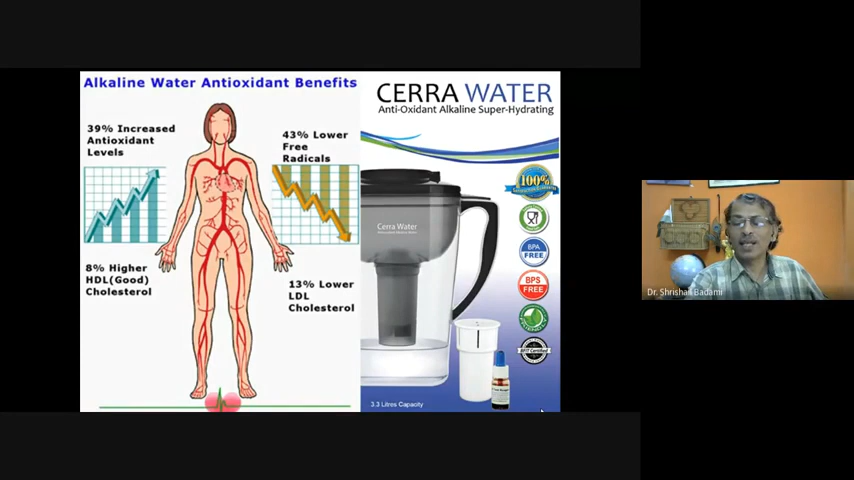 Alkaline Water Antioxidant Benefits
39% Increased
Antioxidant
Levels
43% Lower
Free
Radicals
8% Higher
HDL(Good)
Cholesterol
13% Lower
LDL
Cholesterol
CERRA WATER
Anti-Oxidant Alkaline Super-Hydrating
Cerra Water
100%
BPA
FREE
BPS
FREE
3.3 Litres Capacity
Dr. Shrishail Badami